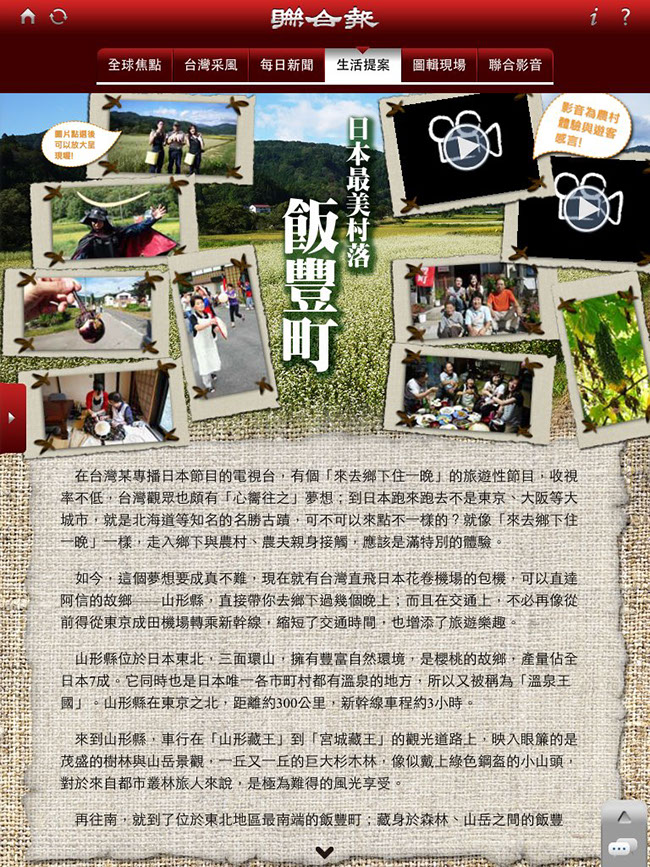 聯合報
i ?
全球焦點 台灣采風 每日新聞 生活提案 圖輯現場 聯合影音
圖片點選後
可以放大呈
現喔!
影音為農村
體驗與遊客
感言!
日本最美村落
飯豐町
在台灣某專播日本節目的電視台，有個「來去鄉下住一晚」的旅遊性節目，收視
率不低，台灣觀眾也頗有「心嚮往之」夢想；到日本跑來跑去不是東京、大阪等大
城市，就是北海道等知名的名勝古蹟，可不可以來點不一樣的？就像「來去鄉下住
一晚」一樣，走入鄉下與農村、農夫親身接觸，應該是滿特別的體驗。
如今，這個夢想要成真不難，現在就有台灣直飛日本花卷機場的包機，可以直達
阿信的故鄉——山形縣，直接帶你去鄉下過幾個晚上；而且在交通上，不必再像從
前得從東京成田機場轉乘新幹線，縮短了交通時間，也增添了旅遊樂趣。
山形縣位於日本東北，三面環山，擁有豐富自然環境，是櫻桃的故鄉，產量佔全
日本7成。它同時也是日本唯一各市町村都有溫泉的地方，所以又被稱為「溫泉王
國」。山形縣在東京之北，距離約300公里，新幹線車程約3小時。
來到山形縣，車行在「山形藏王」到「宮城藏王」的觀光道路上，映入眼簾的是
茂盛的樹林與山岳景觀，一丘又一丘的巨大杉木林，像似戴上綠色鋼盔的小山頭，
對於來自都市叢林旅人來說，是極為難得的風光享受。
再往南，就到了位於東北地區最南端的飯豐町；藏身於森林、山岳之間的飯豐